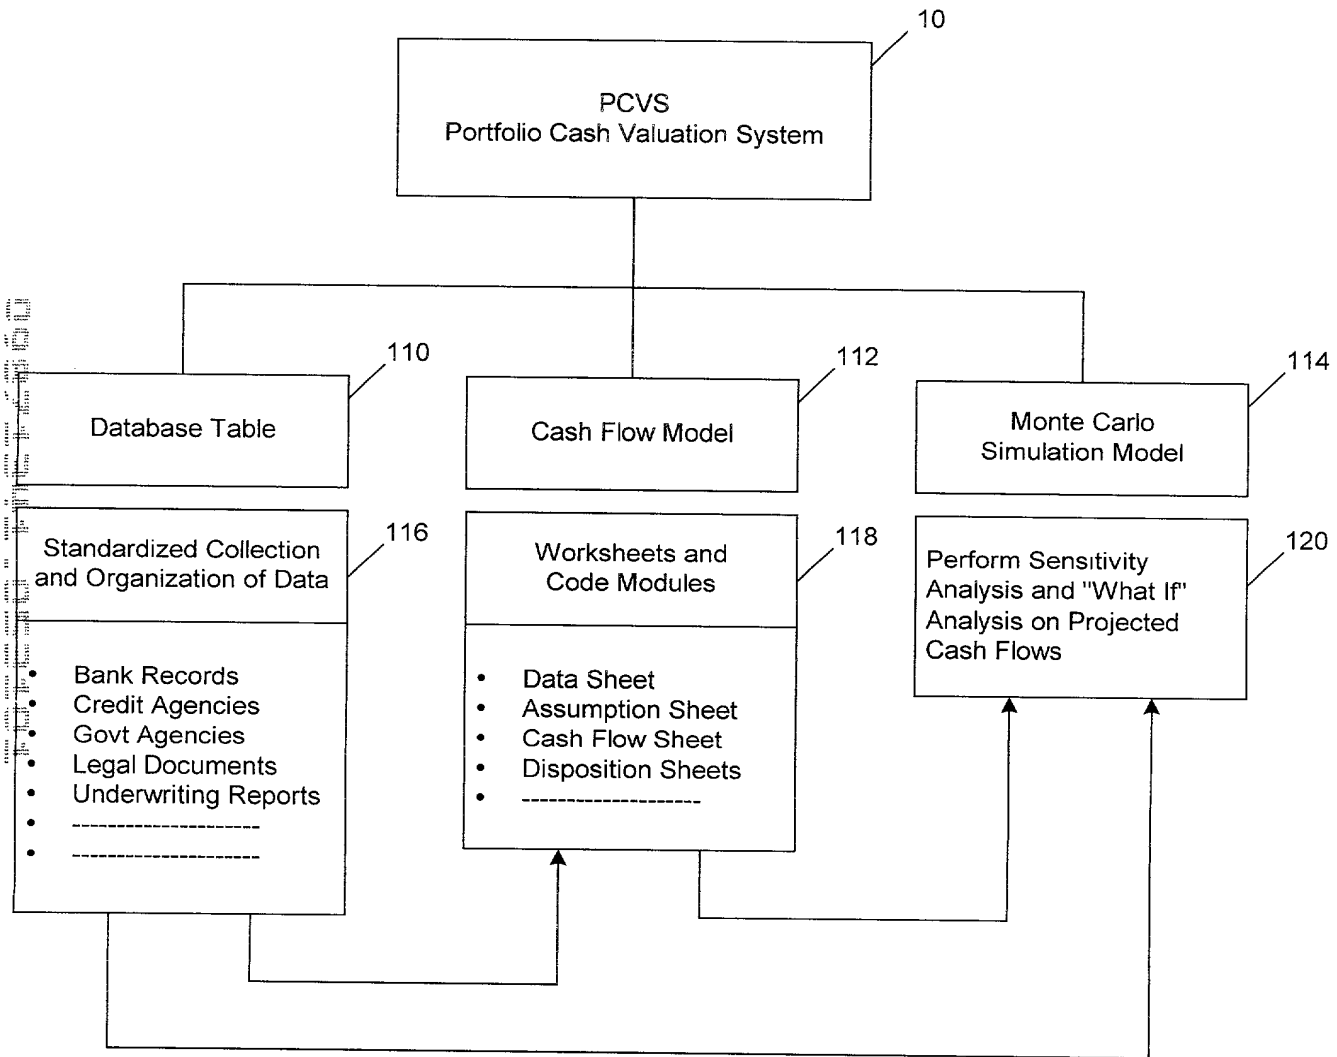 10
PCVS
Portfolio Cash Valuation System
110
Database Table
112
Cash Flow Model
114
Monte Carlo
Simulation Model
116
Standardized Collection
and Organization of Data
• Bank Records
• Credit Agencies
• Govt Agencies
• Legal Documents
• Underwriting Reports
• ---------------------
• ---------------------
118
Worksheets and
Code Modules
• Data Sheet
• Assumption Sheet
• Cash Flow Sheet
• Disposition Sheets
• --------------------
120
Perform Sensitivity
Analysis and "What If"
Analysis on Projected
Cash Flows